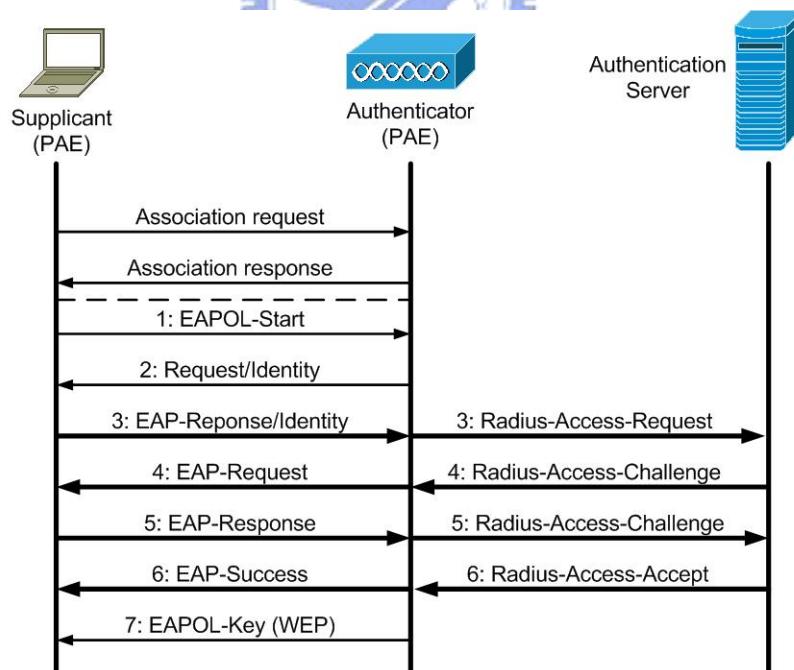 Supplicant
(PAE)
Authenticator
(PAE)
Authentication
Server
Association request
Association response
1: EAPOL-Start
2: Request/Identity
3: EAP-Reponse/Identity
3: Radius-Access-Request
4: EAP-Request
4: Radius-Access-Challenge
5: EAP-Response
5: Radius-Access-Challenge
6: EAP-Success
6: Radius-Access-Accept
7: EAPOL-Key (WEP)